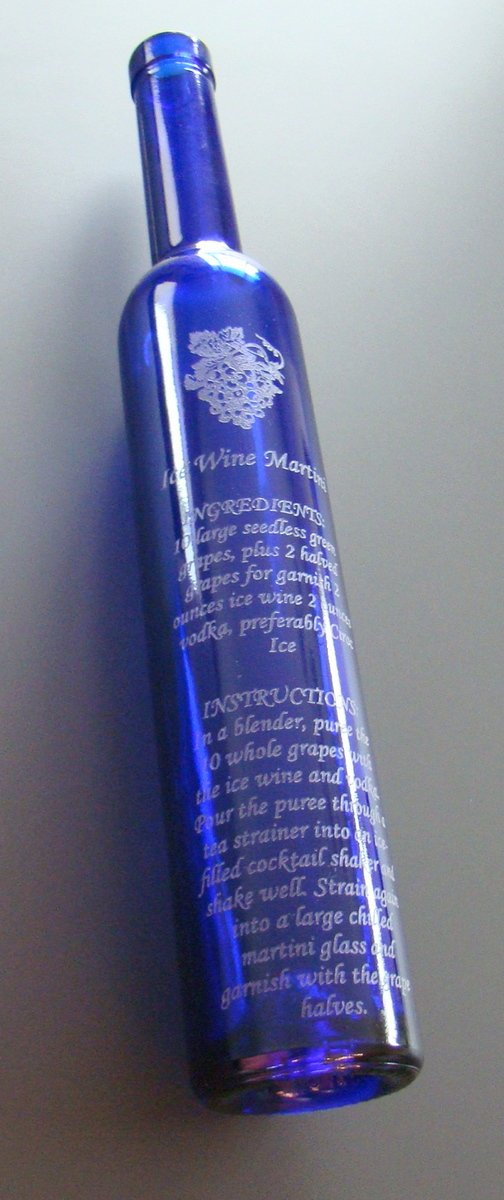 Ice Wine Martini
INGREDIENTS:
10 large seedless green
grapes, plus 2 halved
grapes for garnish 2
ounces ice wine 2 ounces
vodka, preferably Ciroc
Ice
INSTRUCTIONS:
In a blender, puree the
10 whole grapes with
the ice wine and vodka.
Pour the puree through a
tea strainer into an ice-
filled cocktail shaker and
shake well. Strain again
into a large chilled
martini glass and
garnish with the grape
halves.